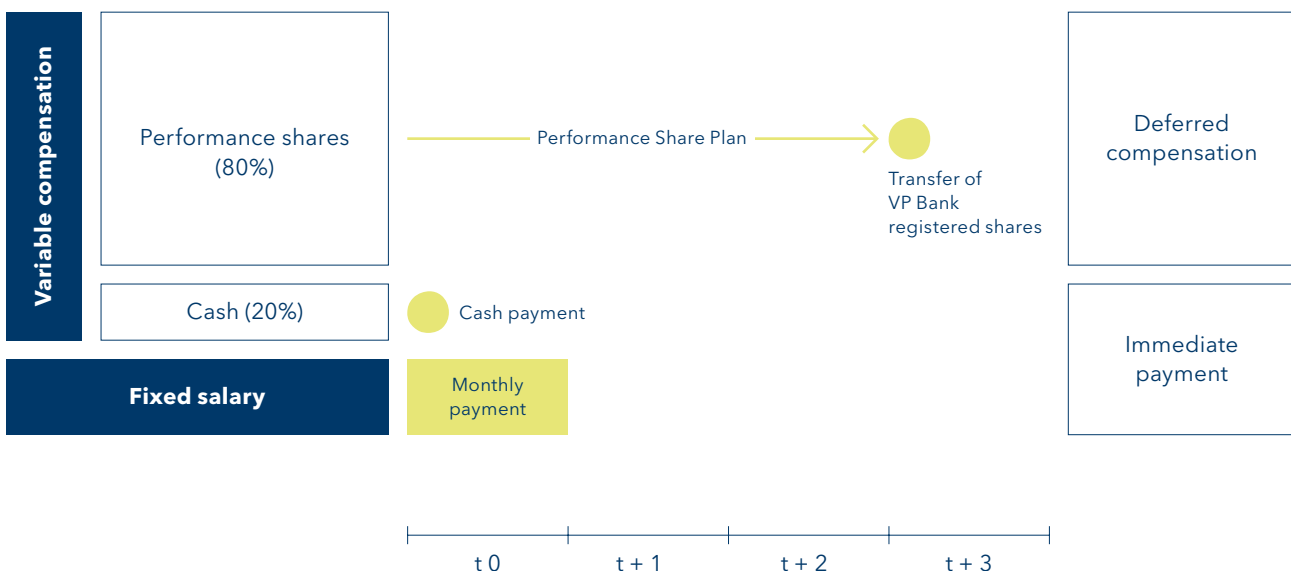 Variable compensation
Performance shares
(80%)
Performance Share Plan
Transfer of
VP Bank
registered shares
Deferred
compensation
Cash (20%)
Cash payment
Immediate
payment
Fixed salary
Monthly
payment
t 0
t + 1
t + 2
t + 3